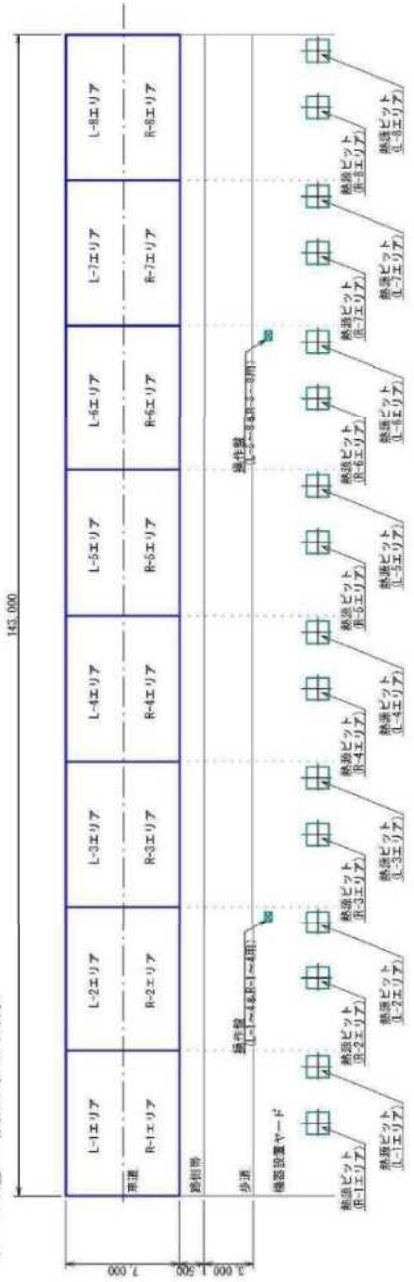 143.000
L-1エリア
L-2エリア
L-3エリア
L-4エリア
L-5エリア
L-6エリア
L-7エリア
L-8エリア
R-1エリア
R-2エリア
R-3エリア
R-4エリア
R-5エリア
R-6エリア
R-7エリア
R-8エリア
車道
路側帯
歩道
機器設置ヤード
7.000
1.500
3.000
操作盤
(L-1～4&R-1～4用)
操作盤
(L-5～8&R-5～8用)
熱源ピット
(R-1エリア)
熱源ピット
(L-1エリア)
熱源ピット
(R-2エリア)
熱源ピット
(L-2エリア)
熱源ピット
(R-3エリア)
熱源ピット
(L-3エリア)
熱源ピット
(R-4エリア)
熱源ピット
(L-4エリア)
熱源ピット
(R-5エリア)
熱源ピット
(L-5エリア)
熱源ピット
(R-6エリア)
熱源ピット
(L-6エリア)
熱源ピット
(R-7エリア)
熱源ピット
(L-7エリア)
熱源ピット
(R-8エリア)
熱源ピット
(L-8エリア)